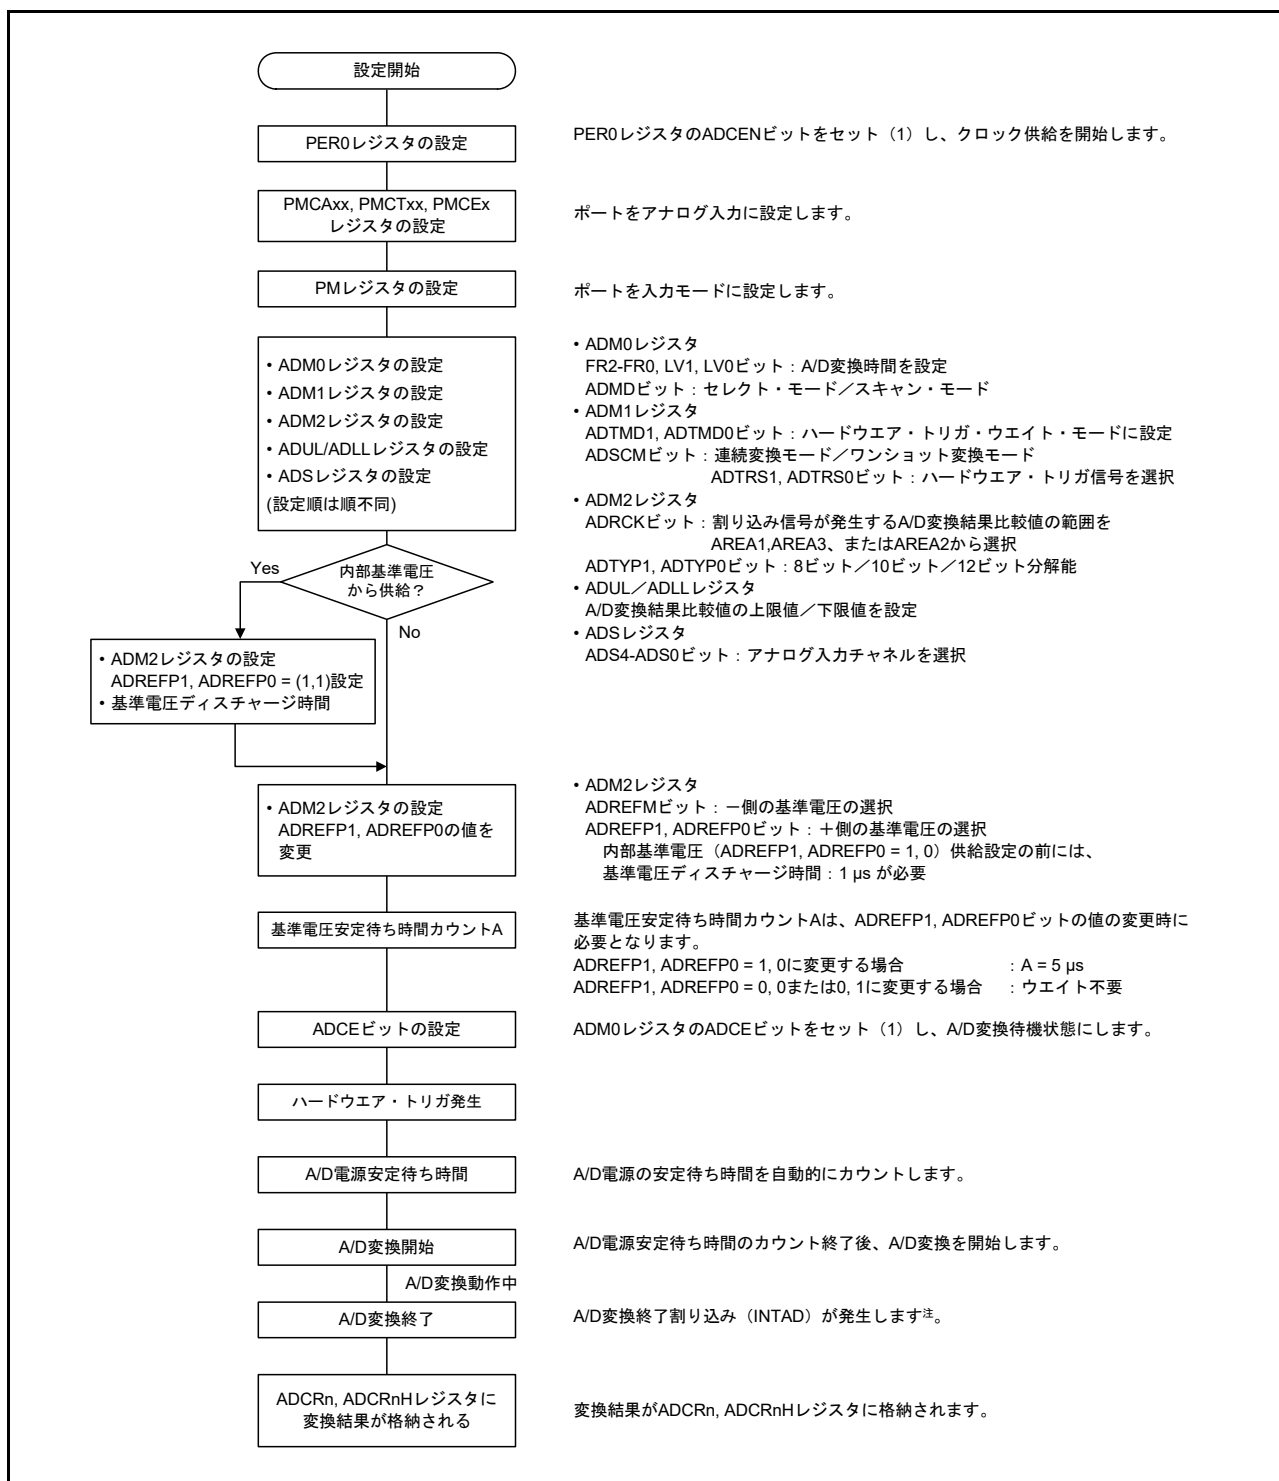 設定開始
PER0レジスタの設定
PER0レジスタのADCENビットをセット（1）し、クロック供給を開始します。
PMCAxx, PMCTxx, PMCEx
レジスタの設定
ポートをアナログ入力に設定します。
PMレジスタの設定
ポートを入力モードに設定します。
• ADM0レジスタの設定
• ADM1レジスタの設定
• ADM2レジスタの設定
• ADUL/ADLLレジスタの設定
• ADSレジスタの設定
(設定順は順不同)
• ADM0レジスタ
FR2-FR0, LV1, LV0ビット：A/D変換時間を設定
ADMDビット：セレクト・モード／スキャン・モード
• ADM1レジスタ
ADTMD1, ADTMD0ビット：ハードウエア・トリガ・ウエイト・モードに設定
ADSCMビット：連続変換モード／ワンショット変換モード
ADTRS1, ADTRS0ビット：ハードウエア・トリガ信号を選択
• ADM2レジスタ
ADRCKビット：割り込み信号が発生するA/D変換結果比較値の範囲を
AREA1,AREA3、またはAREA2から選択
ADTYP1, ADTYP0ビット：8ビット／10ビット／12ビット分解能
• ADUL／ADLLレジスタ
A/D変換結果比較値の上限値／下限値を設定
• ADSレジスタ
ADS4-ADS0ビット：アナログ入力チャネルを選択
内部基準電圧
から供給？
Yes
No
• ADM2レジスタの設定
ADREFP1, ADREFP0 = (1,1)設定
• 基準電圧ディスチャージ時間
• ADM2レジスタの設定
ADREFP1, ADREFP0の値を
変更
• ADM2レジスタ
ADREFMビット：－側の基準電圧の選択
ADREFP1, ADREFP0ビット：＋側の基準電圧の選択
内部基準電圧（ADREFP1, ADREFP0 = 1, 0）供給設定の前には、
基準電圧ディスチャージ時間：1 µs が必要
基準電圧安定待ち時間カウントA
基準電圧安定待ち時間カウントAは、ADREFP1, ADREFP0ビットの値の変更時に
必要となります。
ADREFP1, ADREFP0 = 1, 0に変更する場合 ：A = 5 µs
ADREFP1, ADREFP0 = 0, 0または0, 1に変更する場合 ：ウエイト不要
ADCEビットの設定
ADM0レジスタのADCEビットをセット（1）し、A/D変換待機状態にします。
ハードウエア・トリガ発生
A/D電源安定待ち時間
A/D電源の安定待ち時間を自動的にカウントします。
A/D変換開始
A/D電源安定待ち時間のカウント終了後、A/D変換を開始します。
A/D変換動作中
A/D変換終了
A/D変換終了割り込み（INTAD）が発生します注。
ADCRn, ADCRnHレジスタに
変換結果が格納される
変換結果がADCRn, ADCRnHレジスタに格納されます。